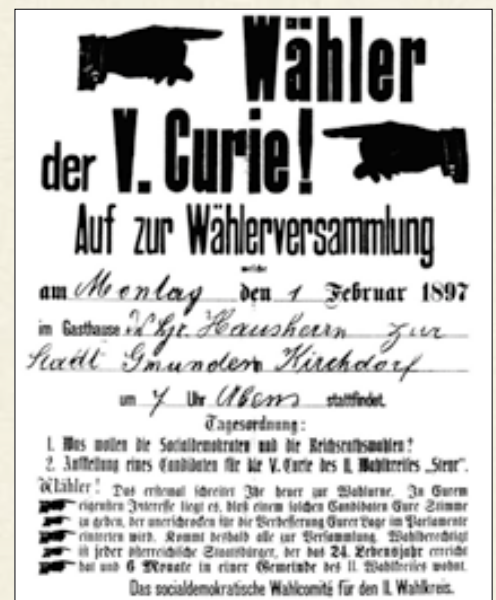 Wähler
der V. Curie!
Auf zur Wählerversammlung
welche
am Montag den 1 Februar 1897
im Gasthause Hausherrn zur
Stadt Gmunden Kirchdorf
um 7 Uhr Abens stattfindet.
Tagesordnung:
1. Was wollen die Socialdemokraten und die Reichsrathswahlen?
2. Aufstellung eines Candidaten für die V. Curie des II. Wahlkreises „Steyr".
Wähler! Das erstemal schreitet Ihr heuer zur Wahlurne. In Eurem
eigensten Interesse liegt es, bloß einem solchen Candidaten Eure Stimme
zu geben, der unerschrocken für die Verbesserung Eurer Lage im Parlamente
eintreten wird. Kommt deshalb alle zur Versammlung. Wahlberechtigt
ist jeder österreichische Staatsbürger, der das 24. Lebensjahr erreicht
hat und 6 Monate in einer Gemeinde des II. Wahlkreises wohnt.
Das socialdemokratische Wahlcomité für den II. Wahlkreis.